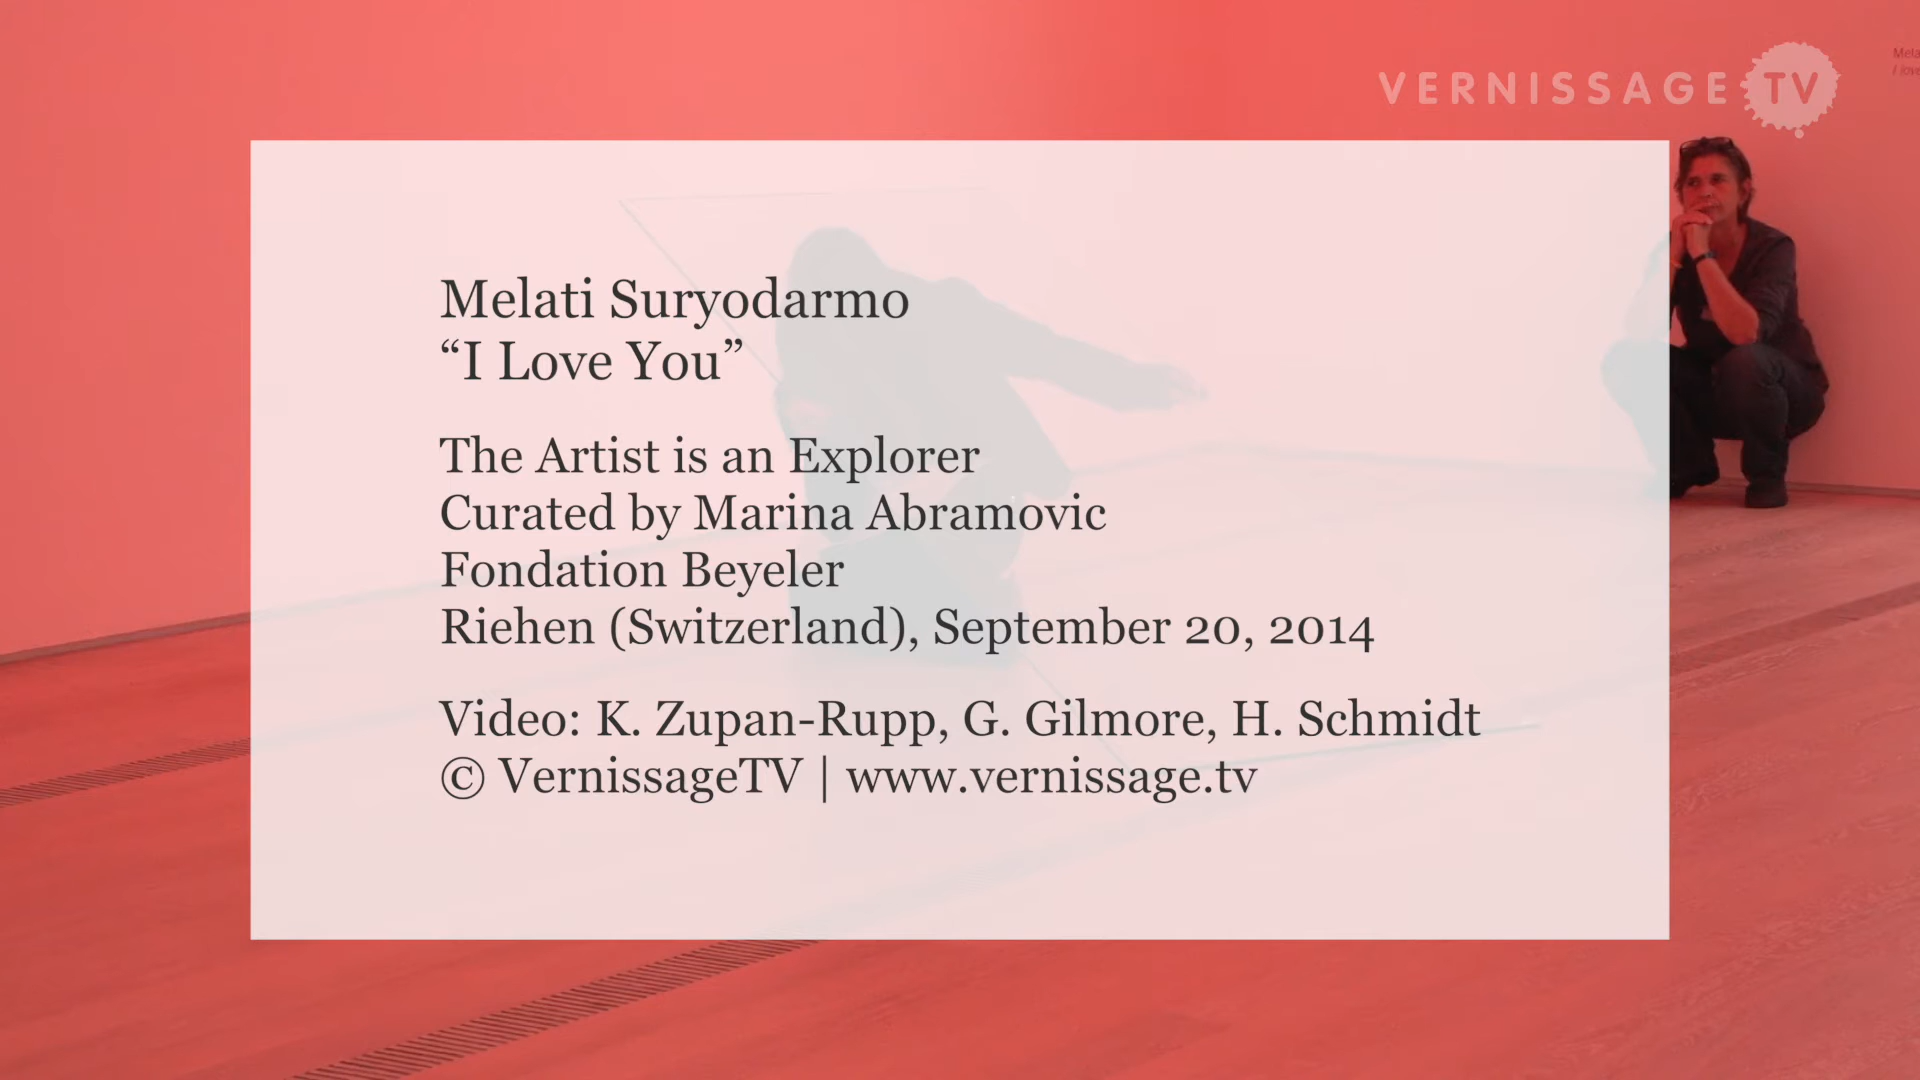 VERNISSAGE TV
Melati Suryodarmo
“I Love You”
The Artist is an Explorer
Curated by Marina Abramovic
Fondation Beyeler
Riehen (Switzerland), September 20, 2014
Video: K. Zupan-Rupp, G. Gilmore, H. Schmidt
© VernissageTV | www.vernissage.tv